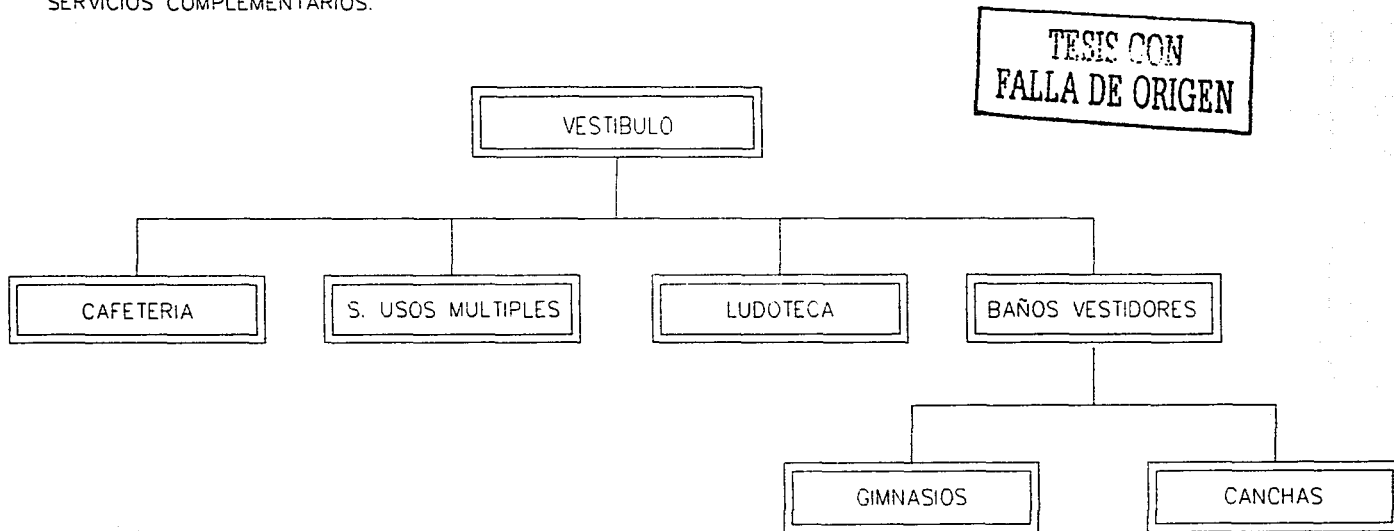 SERVICIOS COMPLEMENTARIOS.
TESIS CON
FALLA DE ORIGEN
VESTIBULO
CAFETERIA
S. USOS MULTIPLES
LUDOTECA
BAÑOS VESTIDORES
GIMNASIOS
CANCHAS